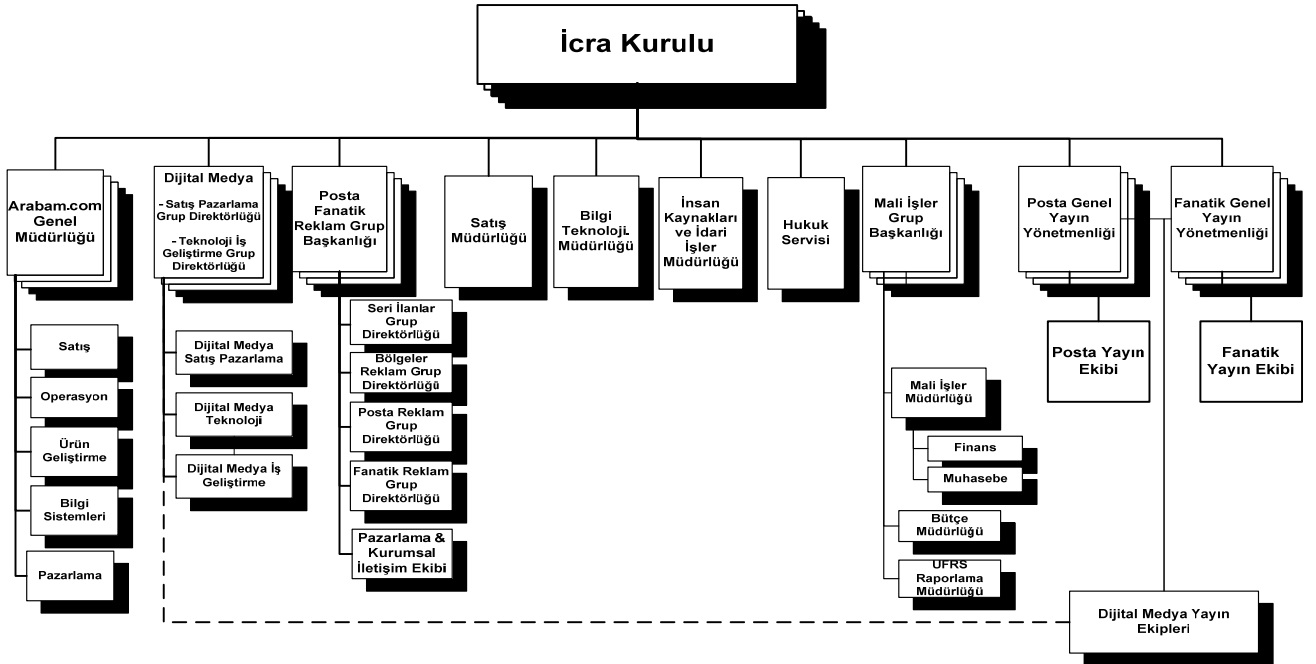 İcra Kurulu
Arabam.com
Genel
Müdürlüğü
Satış
Operasyon
Ürün
Geliştirme
Bilgi
Sistemleri
Pazarlama
Dijital Medya
- Satış Pazarlama
Grup Direktörlüğü
- Teknoloji İş
Geliştirme Grup
Direktörlüğü
Dijital Medya
Satış Pazarlama
Dijital Medya
Teknoloji
Dijital Medya İş
Geliştirme
Posta
Fanatik
Reklam Grup
Başkanlığı
Seri İlanlar
Grup
Direktörlüğü
Bölgeler
Reklam Grup
Direktörlüğü
Posta Reklam
Grup
Direktörlüğü
Fanatik Reklam
Grup
Direktörlüğü
Pazarlama &
Kurumsal
İletişim Ekibi
Satış
Müdürlüğü
Bilgi
Teknoloji.
Müdürlüğü
İnsan
Kaynakları
ve İdari
İşler
Müdürlüğü
Hukuk
Servisi
Mali İşler
Grup
Başkanlığı
Mali İşler
Müdürlüğü
Finans
Muhasebe
Bütçe
Müdürlüğü
UFRS
Raporlama
Müdürlüğü
Posta Genel
Yayın
Yönetmenliği
Posta Yayın
Ekibi
Fanatik Genel
Yayın
Yönetmenliği
Fanatik
Yayın Ekibi
Dijital Medya Yayın
Ekipleri